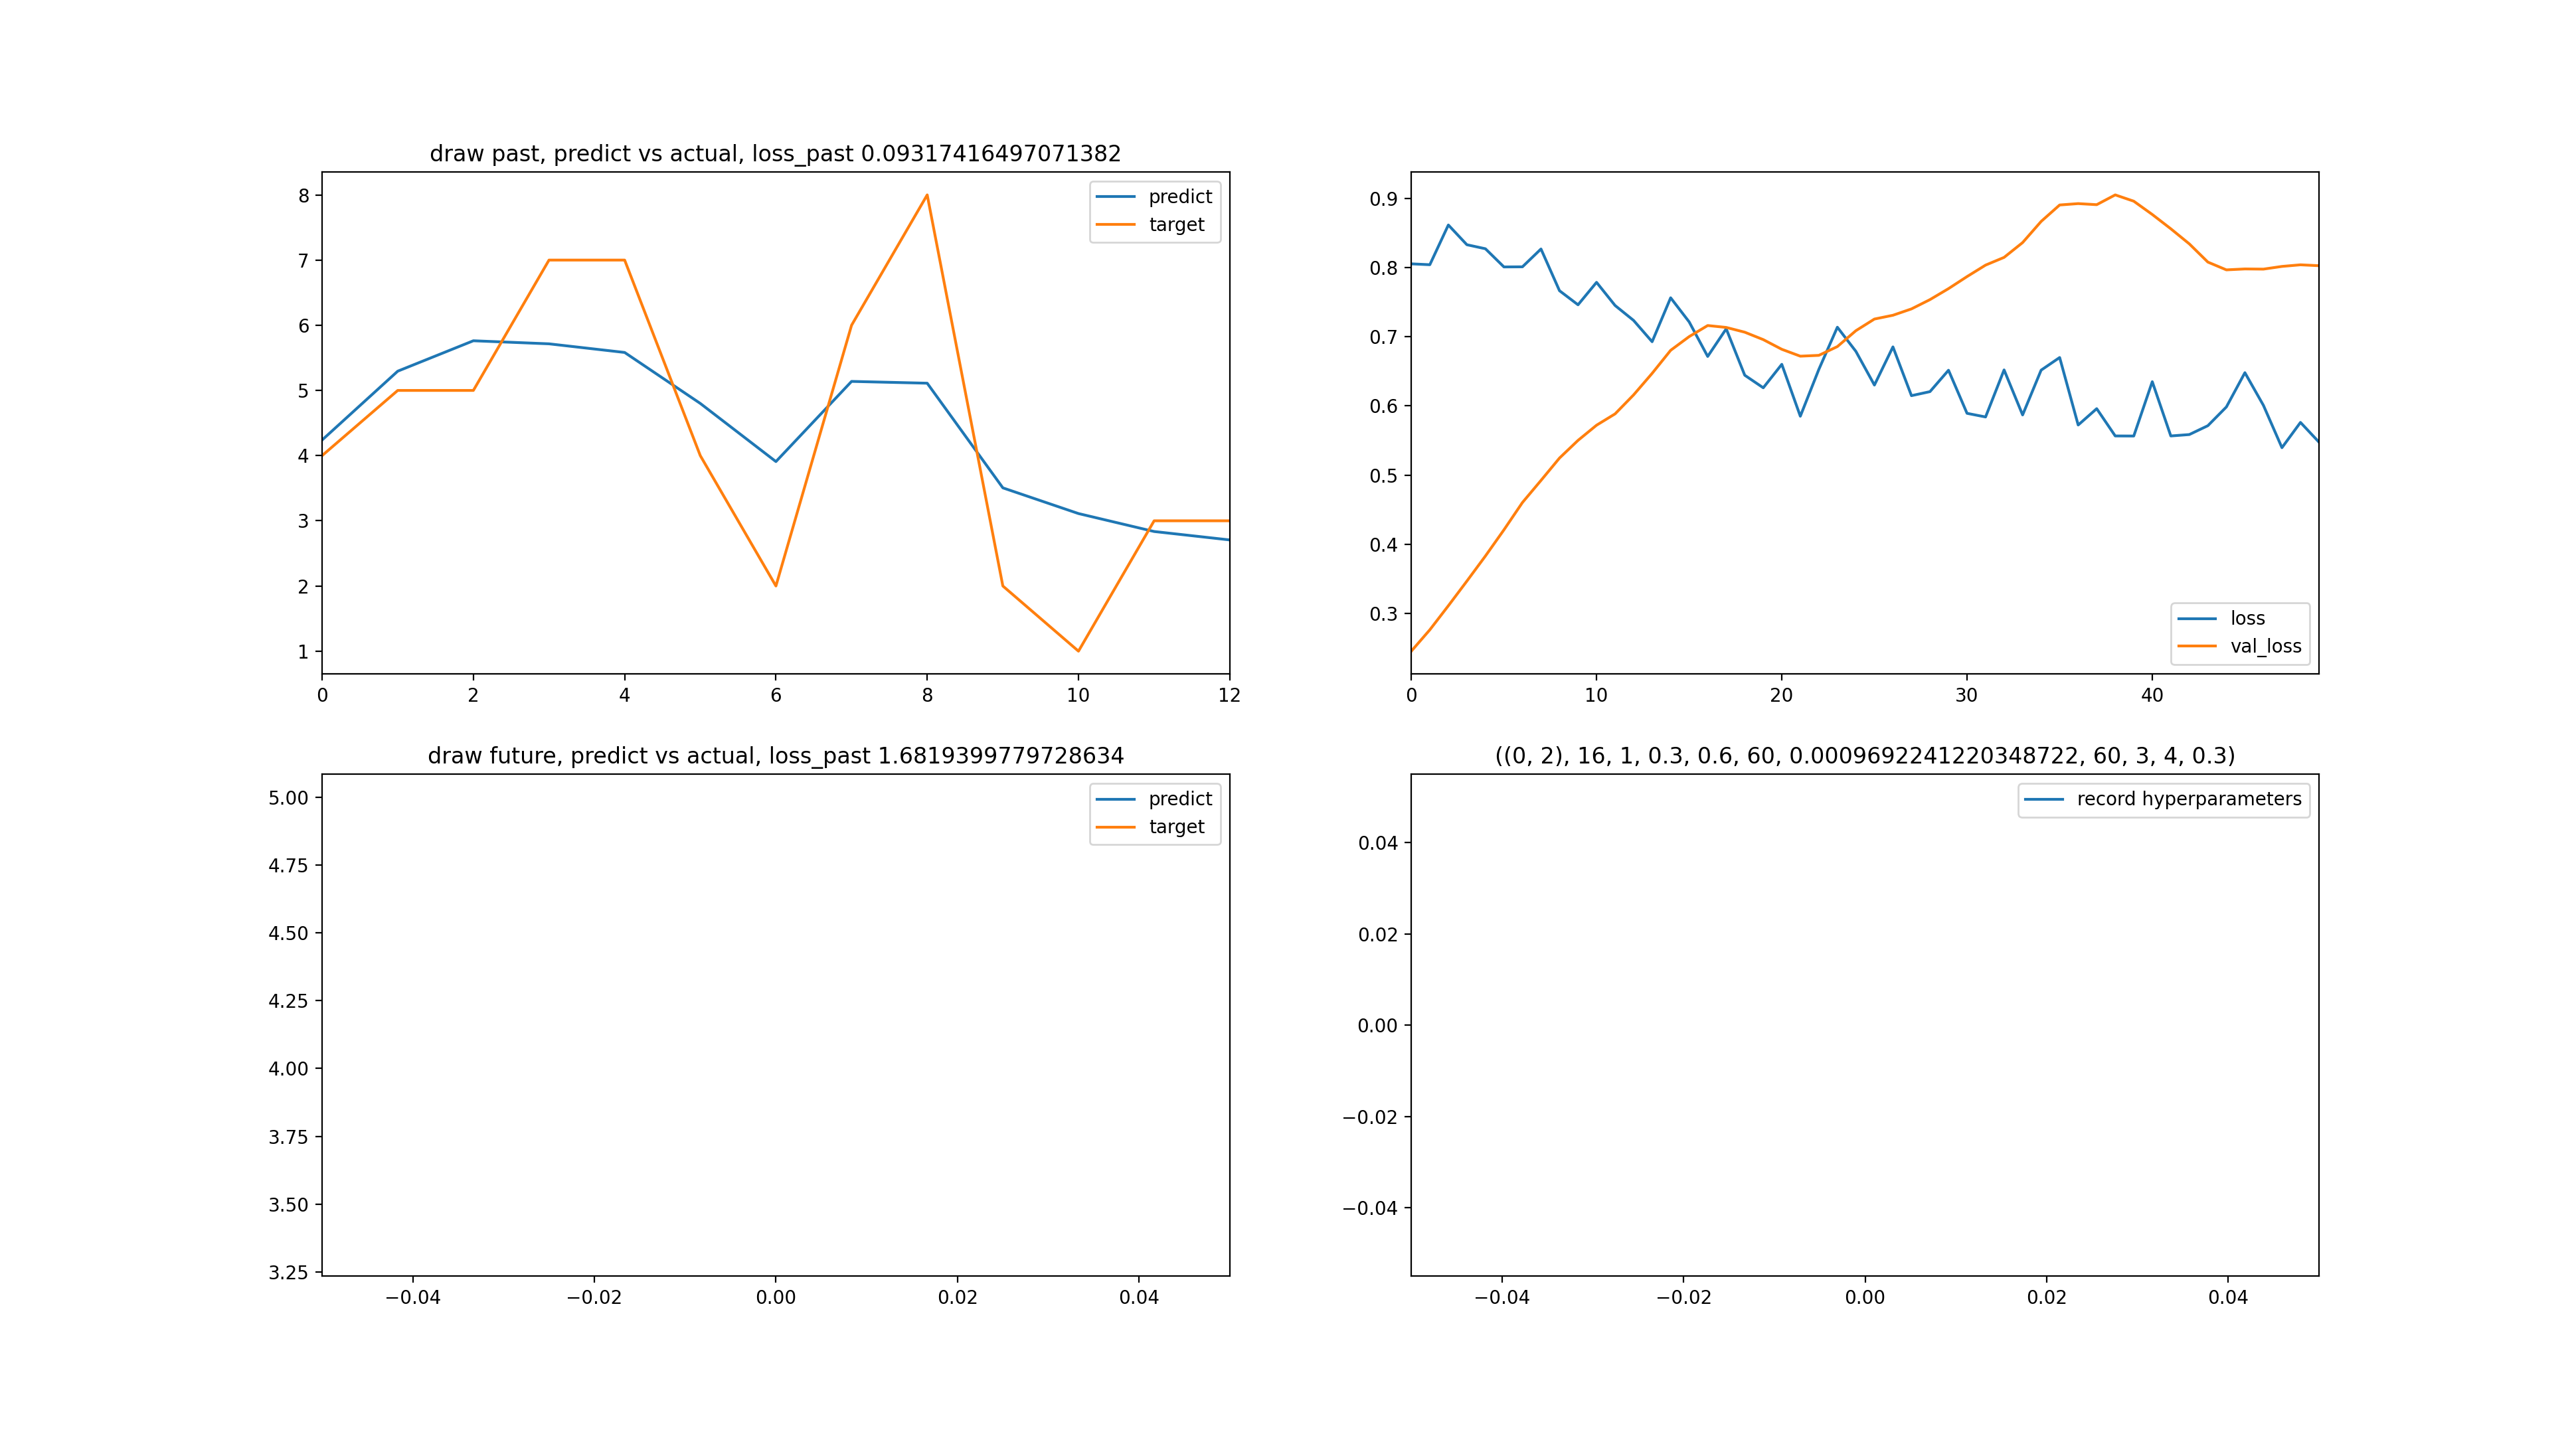 draw past, predict vs actual, loss_past 0.09317416497071382
predict
target
8
7
6
5
4
3
2
1
0 2 4 6 8 10 12
loss
val_loss
0.9
0.8
0.7
0.6
0.5
0.4
0.3
0 10 20 30 40
draw future, predict vs actual, loss_past 1.6819399779728634
predict
target
5.00
4.75
4.50
4.25
4.00
3.75
3.50
3.25
−0.04 −0.02 0.00 0.02 0.04
((0, 2), 16, 1, 0.3, 0.6, 60, 0.0009692241220348722, 60, 3, 4, 0.3)
record hyperparameters
0.04
0.02
0.00
−0.02
−0.04
−0.04 −0.02 0.00 0.02 0.04